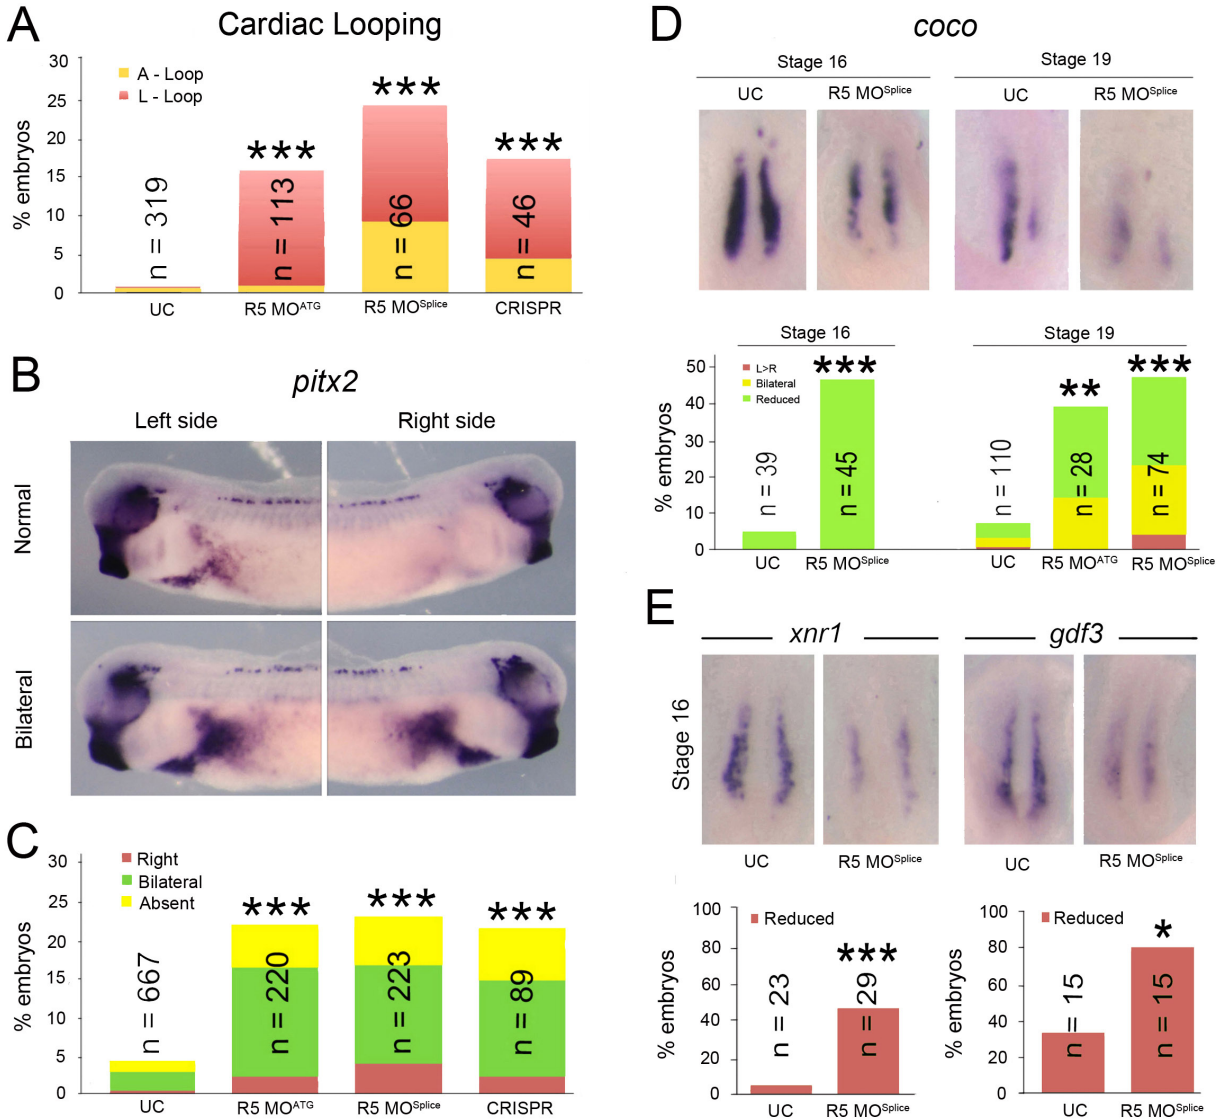 A
Cardiac Looping
% embryos
30
25
20
15
10
5
0
A - Loop
L - Loop
***
***
***
n = 319
n = 113
n = 66
n = 46
UC
R5 MO^ATG
R5 MO^Splice
CRISPR
B
pitx2
Left side
Right side
Normal
Bilateral
C
% embryos
30
25
20
15
10
5
0
Right
Bilateral
Absent
***
***
***
n = 667
n = 220
n = 223
n = 89
UC
R5 MO^ATG
R5 MO^Splice
CRISPR
D
coco
Stage 16
Stage 19
UC
R5 MO^Splice
UC
R5 MO^Splice
Stage 16
Stage 19
% embryos
50
40
30
20
10
0
L>R
Bilateral
Reduced
***
**
***
n = 39
n = 45
n = 110
n = 28
n = 74
UC
R5 MO^Splice
UC
R5 MO^ATG
R5 MO^Splice
E
xnr1
gdf3
Stage 16
UC
R5 MO^Splice
UC
R5 MO^Splice
% embryos
100
80
60
40
20
0
Reduced
***
n = 23
n = 29
UC
R5 MO^Splice
% embryos
100
80
60
40
20
0
Reduced
*
n = 15
n = 15
UC
R5 MO^Splice